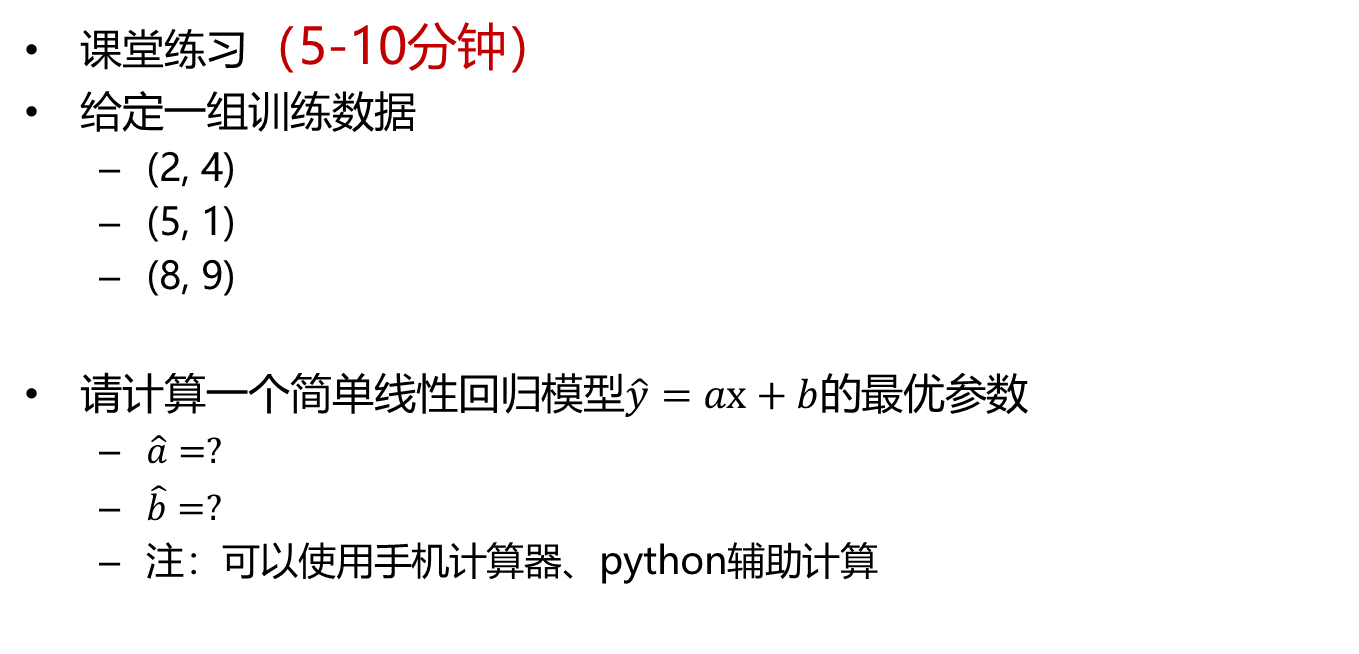 • 课堂练习（5-10分钟）
• 给定一组训练数据
– (2, 4)
– (5, 1)
– (8, 9)
• 请计算一个简单线性回归模型ŷ = ax + b的最优参数
– â =?
– b̂ =?
– 注：可以使用手机计算器、python辅助计算